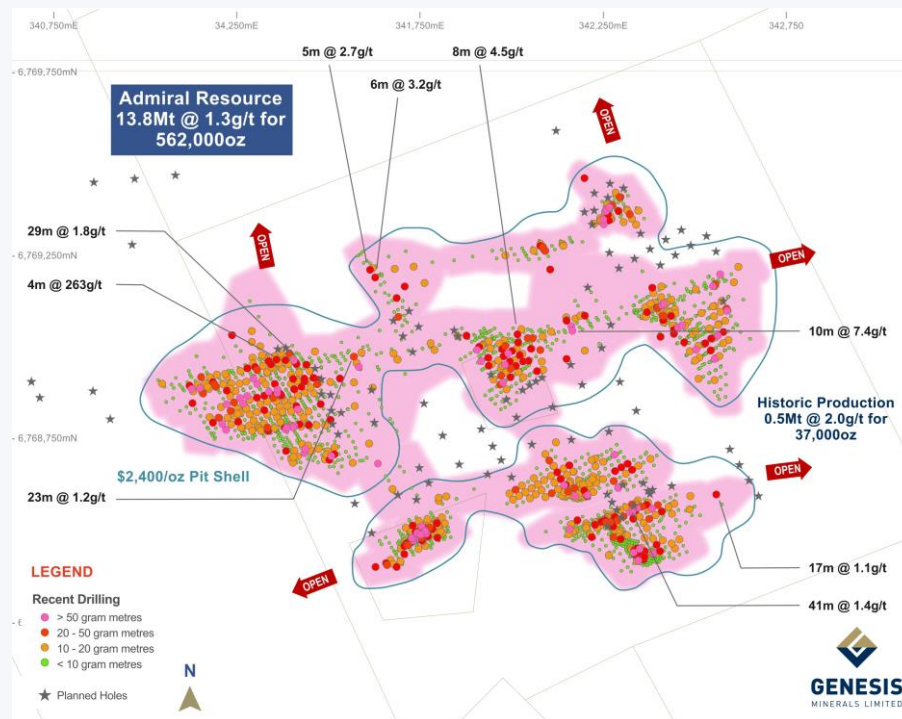 340,750mE
341,250mE
341,750mE
342,250mE
342,750
5m @ 2.7g/t
8m @ 4.5g/t
6,769,750mN
6m @ 3.2g/t
Admiral Resource
13.8Mt @ 1.3g/t for
562,000oz
OPEN
29m @ 1.8g/t
OPEN
6,769,250mN
OPEN
4m @ 263g/t
10m @ 7.4g/t
Historic Production
0.5Mt @ 2.0g/t for
37,000oz
6,768,750mN
$2,400/oz Pit Shell
OPEN
23m @ 1.2g/t
17m @ 1.1g/t
LEGEND
OPEN
Recent Drilling
41m @ 1.4g/t
> 50 gram metres
20 - 50 gram metres
10 - 20 gram metres
< 10 gram metres
N
Planned Holes
GENESIS
MINERALS LIMITED